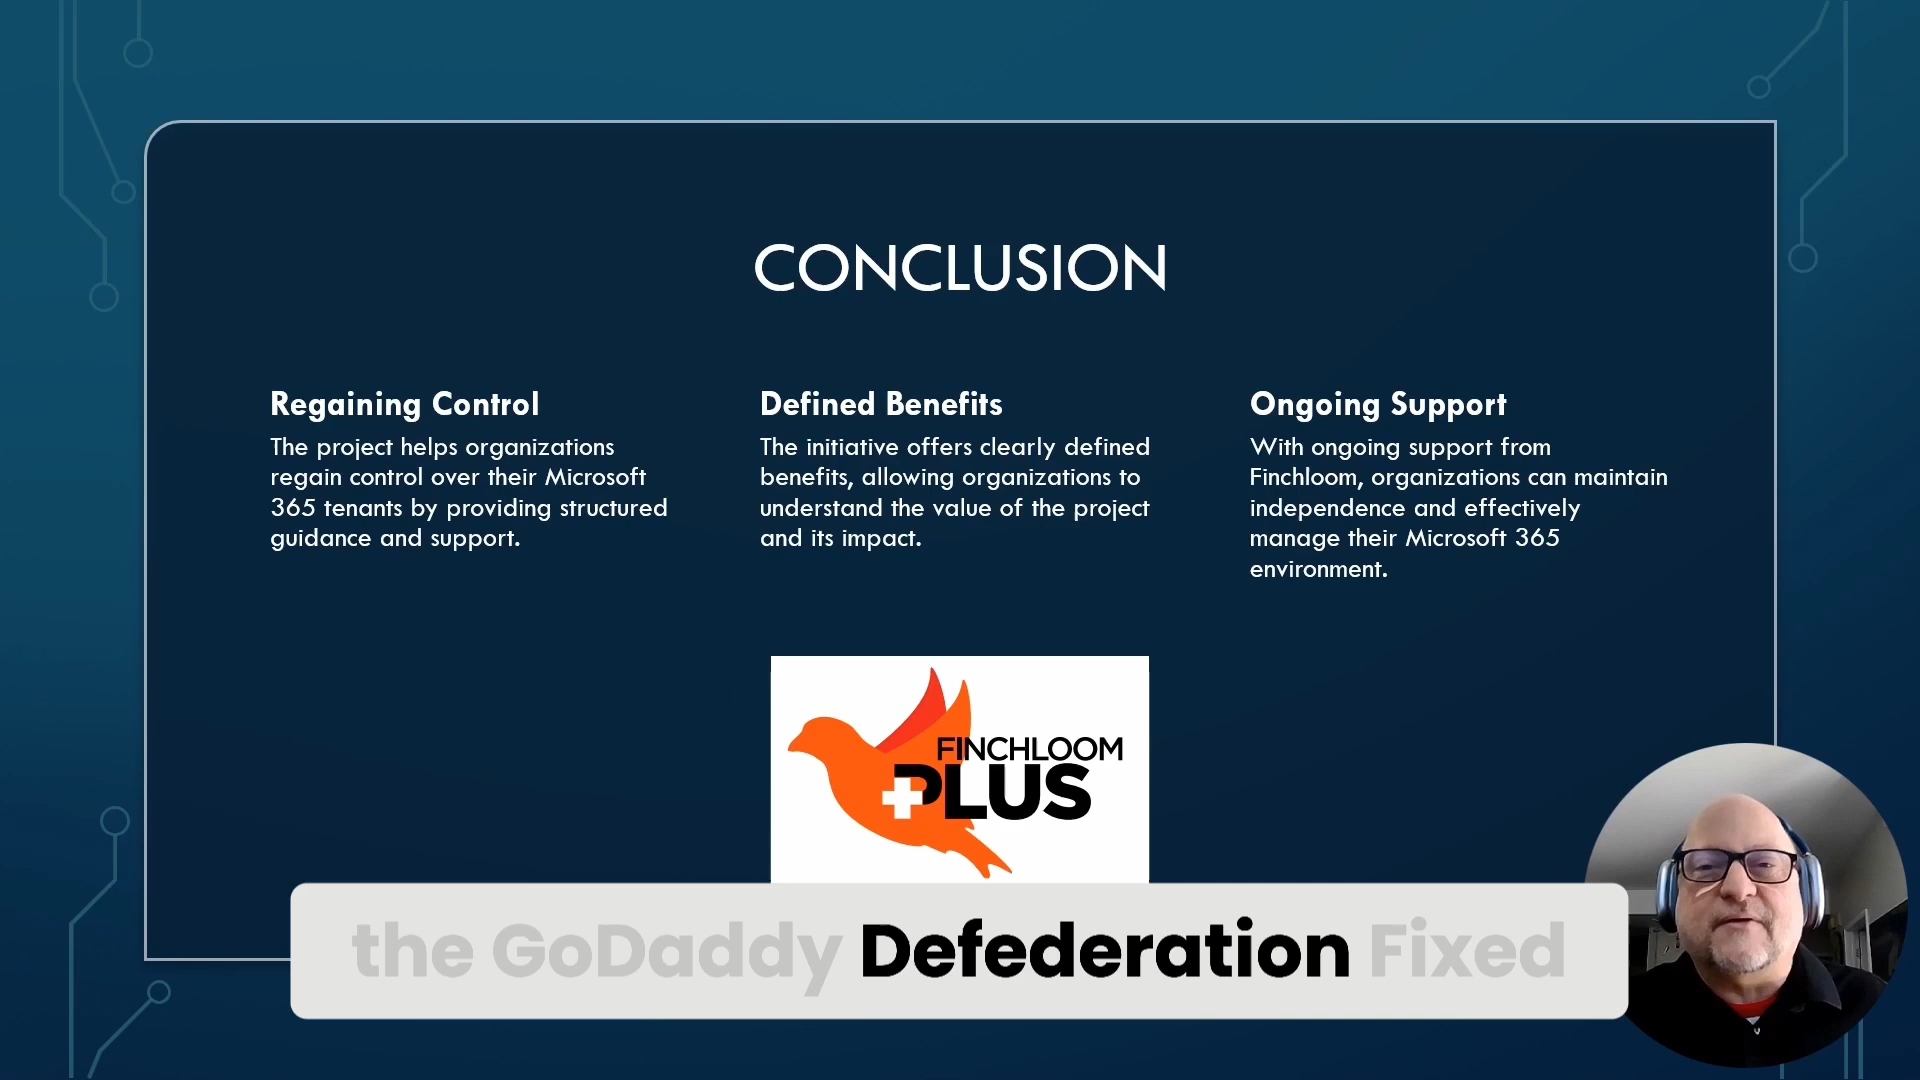 CONCLUSION
Regaining Control
The project helps organizations
regain control over their Microsoft
365 tenants by providing structured
guidance and support.
Defined Benefits
The initiative offers clearly defined
benefits, allowing organizations to
understand the value of the project
and its impact.
Ongoing Support
With ongoing support from
Finchloom, organizations can maintain
independence and effectively
manage their Microsoft 365
environment.
FINCHLOOM
PLUS
the GoDaddy Defederation Fixed